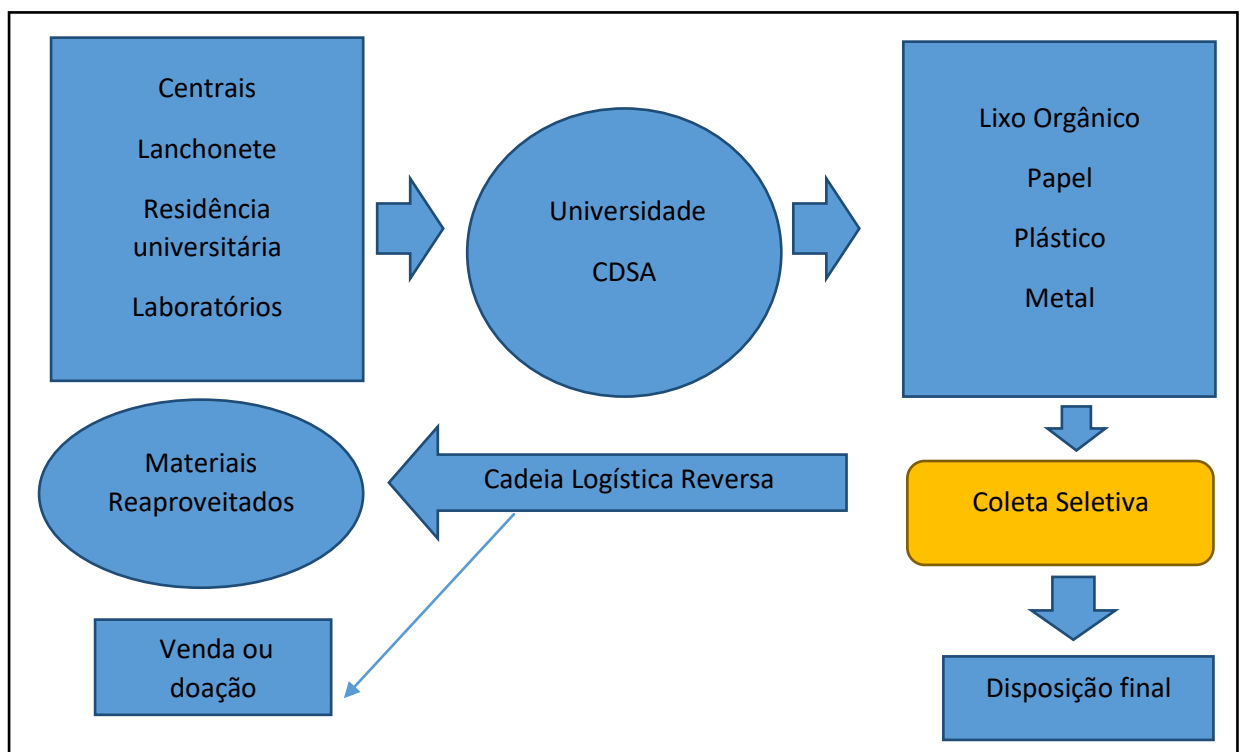 Centrais
Lanchonete
Residência
universitária
Laboratórios
Universidade
CDSA
Lixo Orgânico
Papel
Plástico
Metal
Materiais
Reaproveitados
Cadeia Logística Reversa
Coleta Seletiva
Venda ou
doação
Disposição final